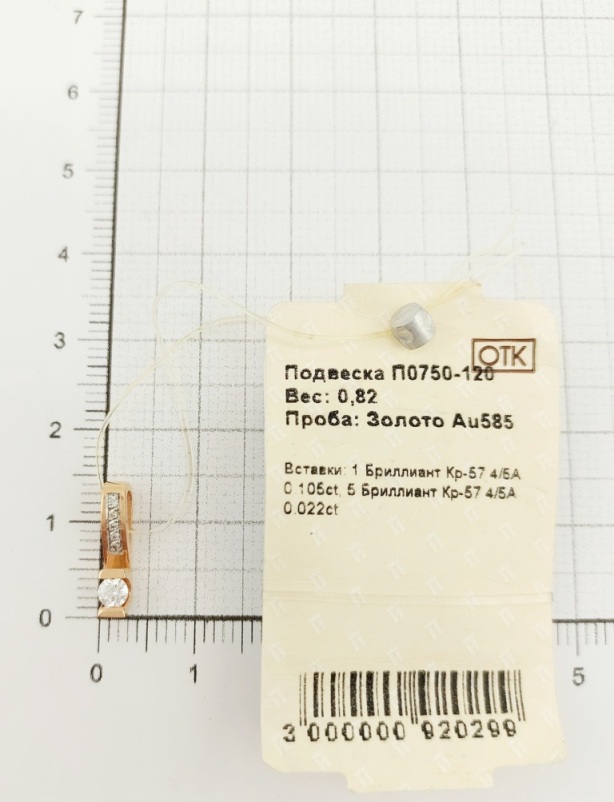 7
6
5
4
3
2
1
0
0 1 5
ОТК
Подвеска П0750-120
Вес: 0,82
Проба: Золото Au585
Вставки: 1 Бриллиант Кр-57 4/5А
0.105ct, 5 Бриллиант Кр-57 4/5А
0.022ct
3 000000 820299